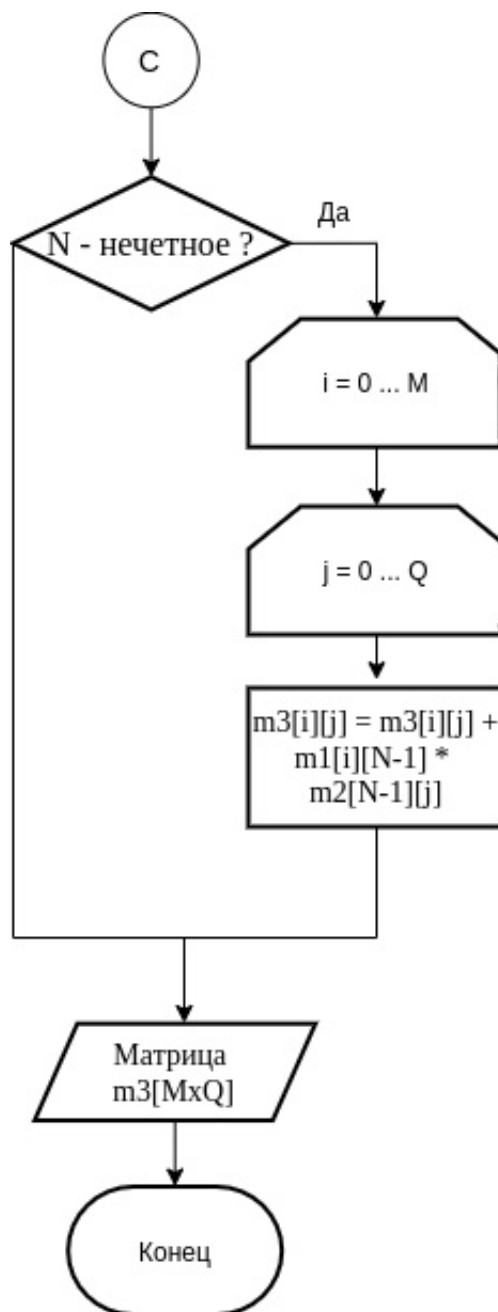 C
N - нечетное ?
Да
i = 0 ... M
j = 0 ... Q
m3[i][j] = m3[i][j] +
m1[i][N-1] *
m2[N-1][j]
Матрица
m3[MxQ]
Конец